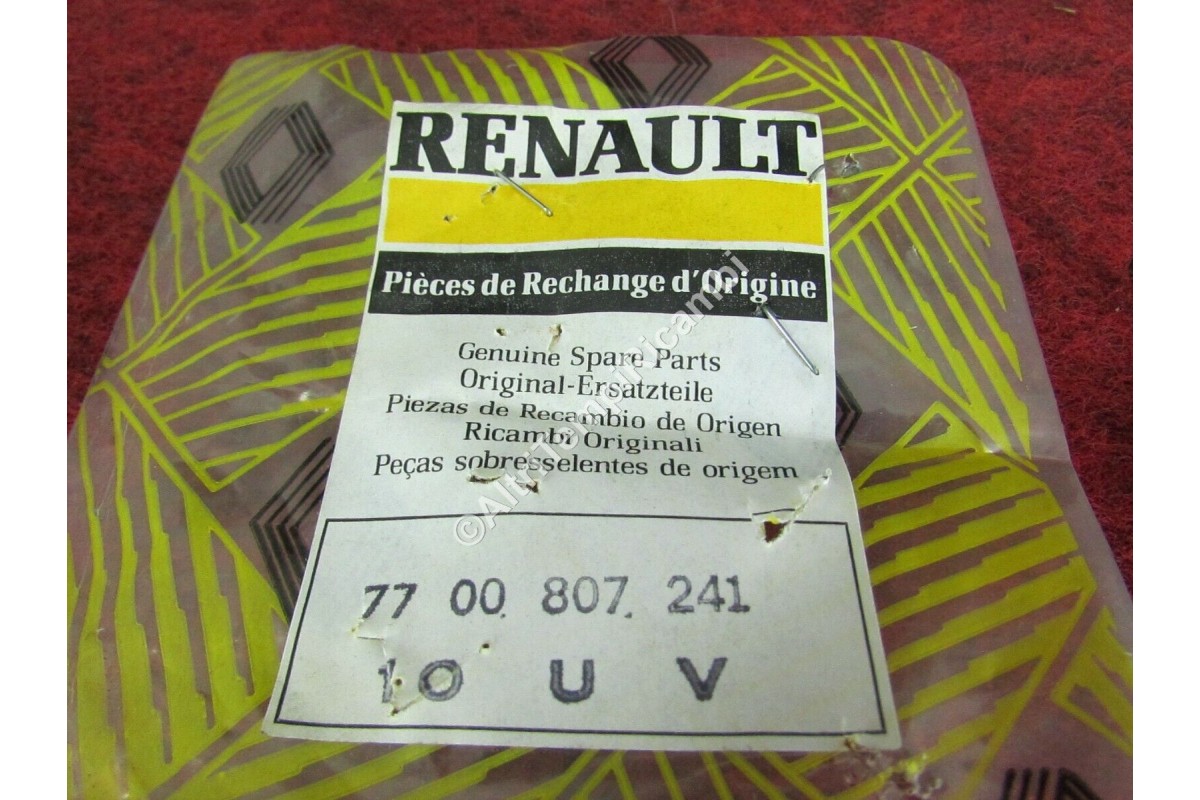 RENAULT
Pièces de Rechange d'Origine
Genuine Spare Parts
Original-Ersatzteile
Piezas de Recambio de Origen
Ricambi Originali
Peças sobresselentes de origem
77 00. 807. 241
10 U V
©AltriTempiRicambi